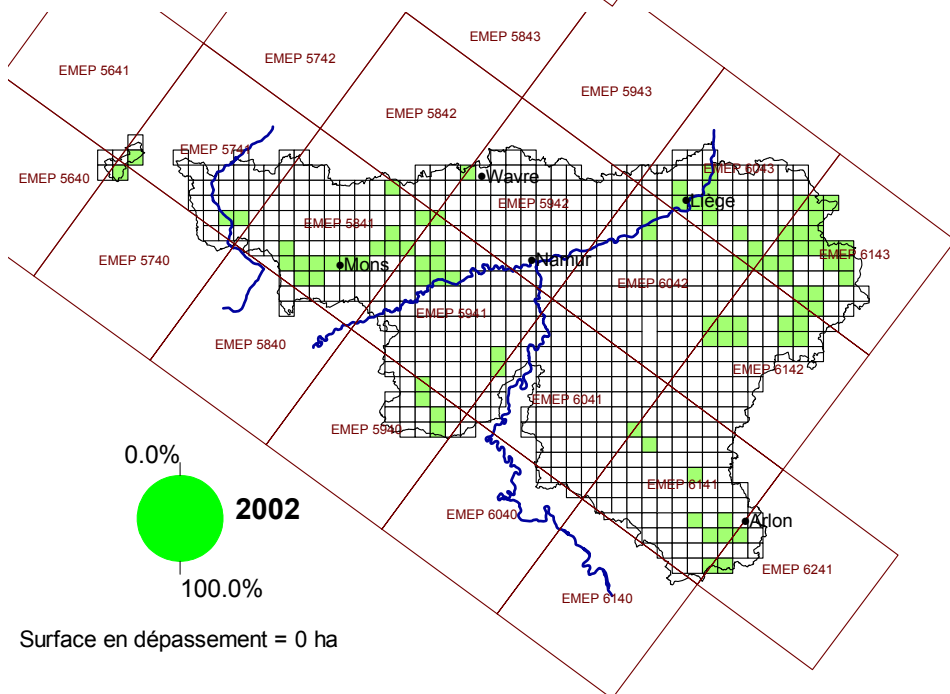 EMEP 5843
EMEP 5742
EMEP 5641
EMEP 5943
EMEP 5842
EMEP 5741
EMEP 6043
Wavre
EMEP 5640
Liège
EMEP 5942
EMEP 5841
EMEP 6143
EMEP 5740
Mons
Namur
EMEP 6042
EMEP 5941
EMEP 5840
EMEP 6142
EMEP 6041
EMEP 5940
0.0%
EMEP 6141
2002
EMEP 6040
Arlon
EMEP 6241
100.0%
EMEP 6140
Surface en dépassement = 0 ha